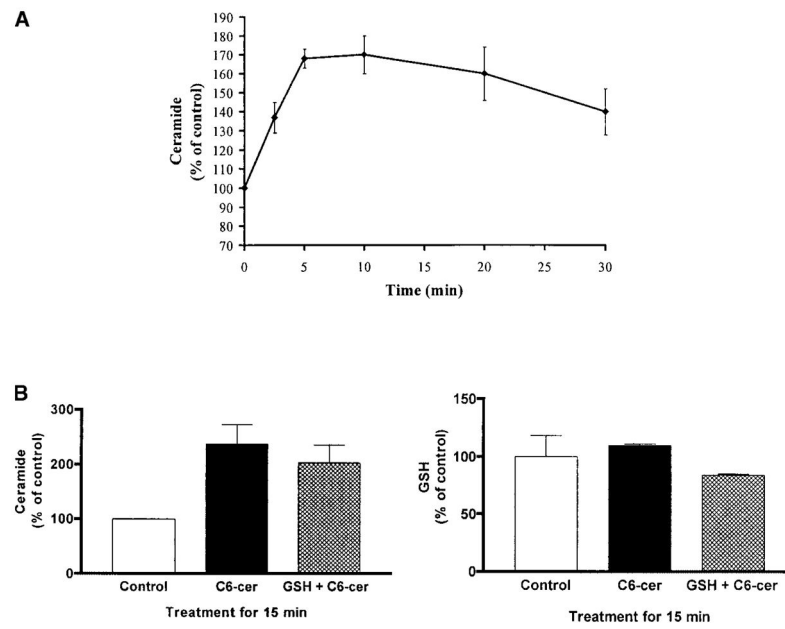 A
190
180
170
160
150
140
130
120
110
100
90
80
70
Ceramide
(% of control)
0 5 10 15 20 25 30
Time (min)
B
300
200
100
0
Ceramide
(% of control)
Control C6-cer GSH + C6-cer
Treatment for 15 min
150
100
50
0
GSH
(% of control)
Control C6-cer GSH + C6-cer
Treatment for 15 min